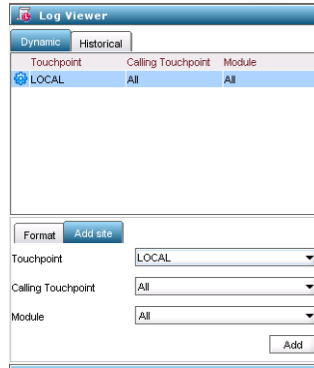 Log Viewer
Dynamic Historical
Touchpoint Calling Touchpoint Module
LOCAL All All
Format Add site
Touchpoint LOCAL
Calling Touchpoint All
Module All
Add